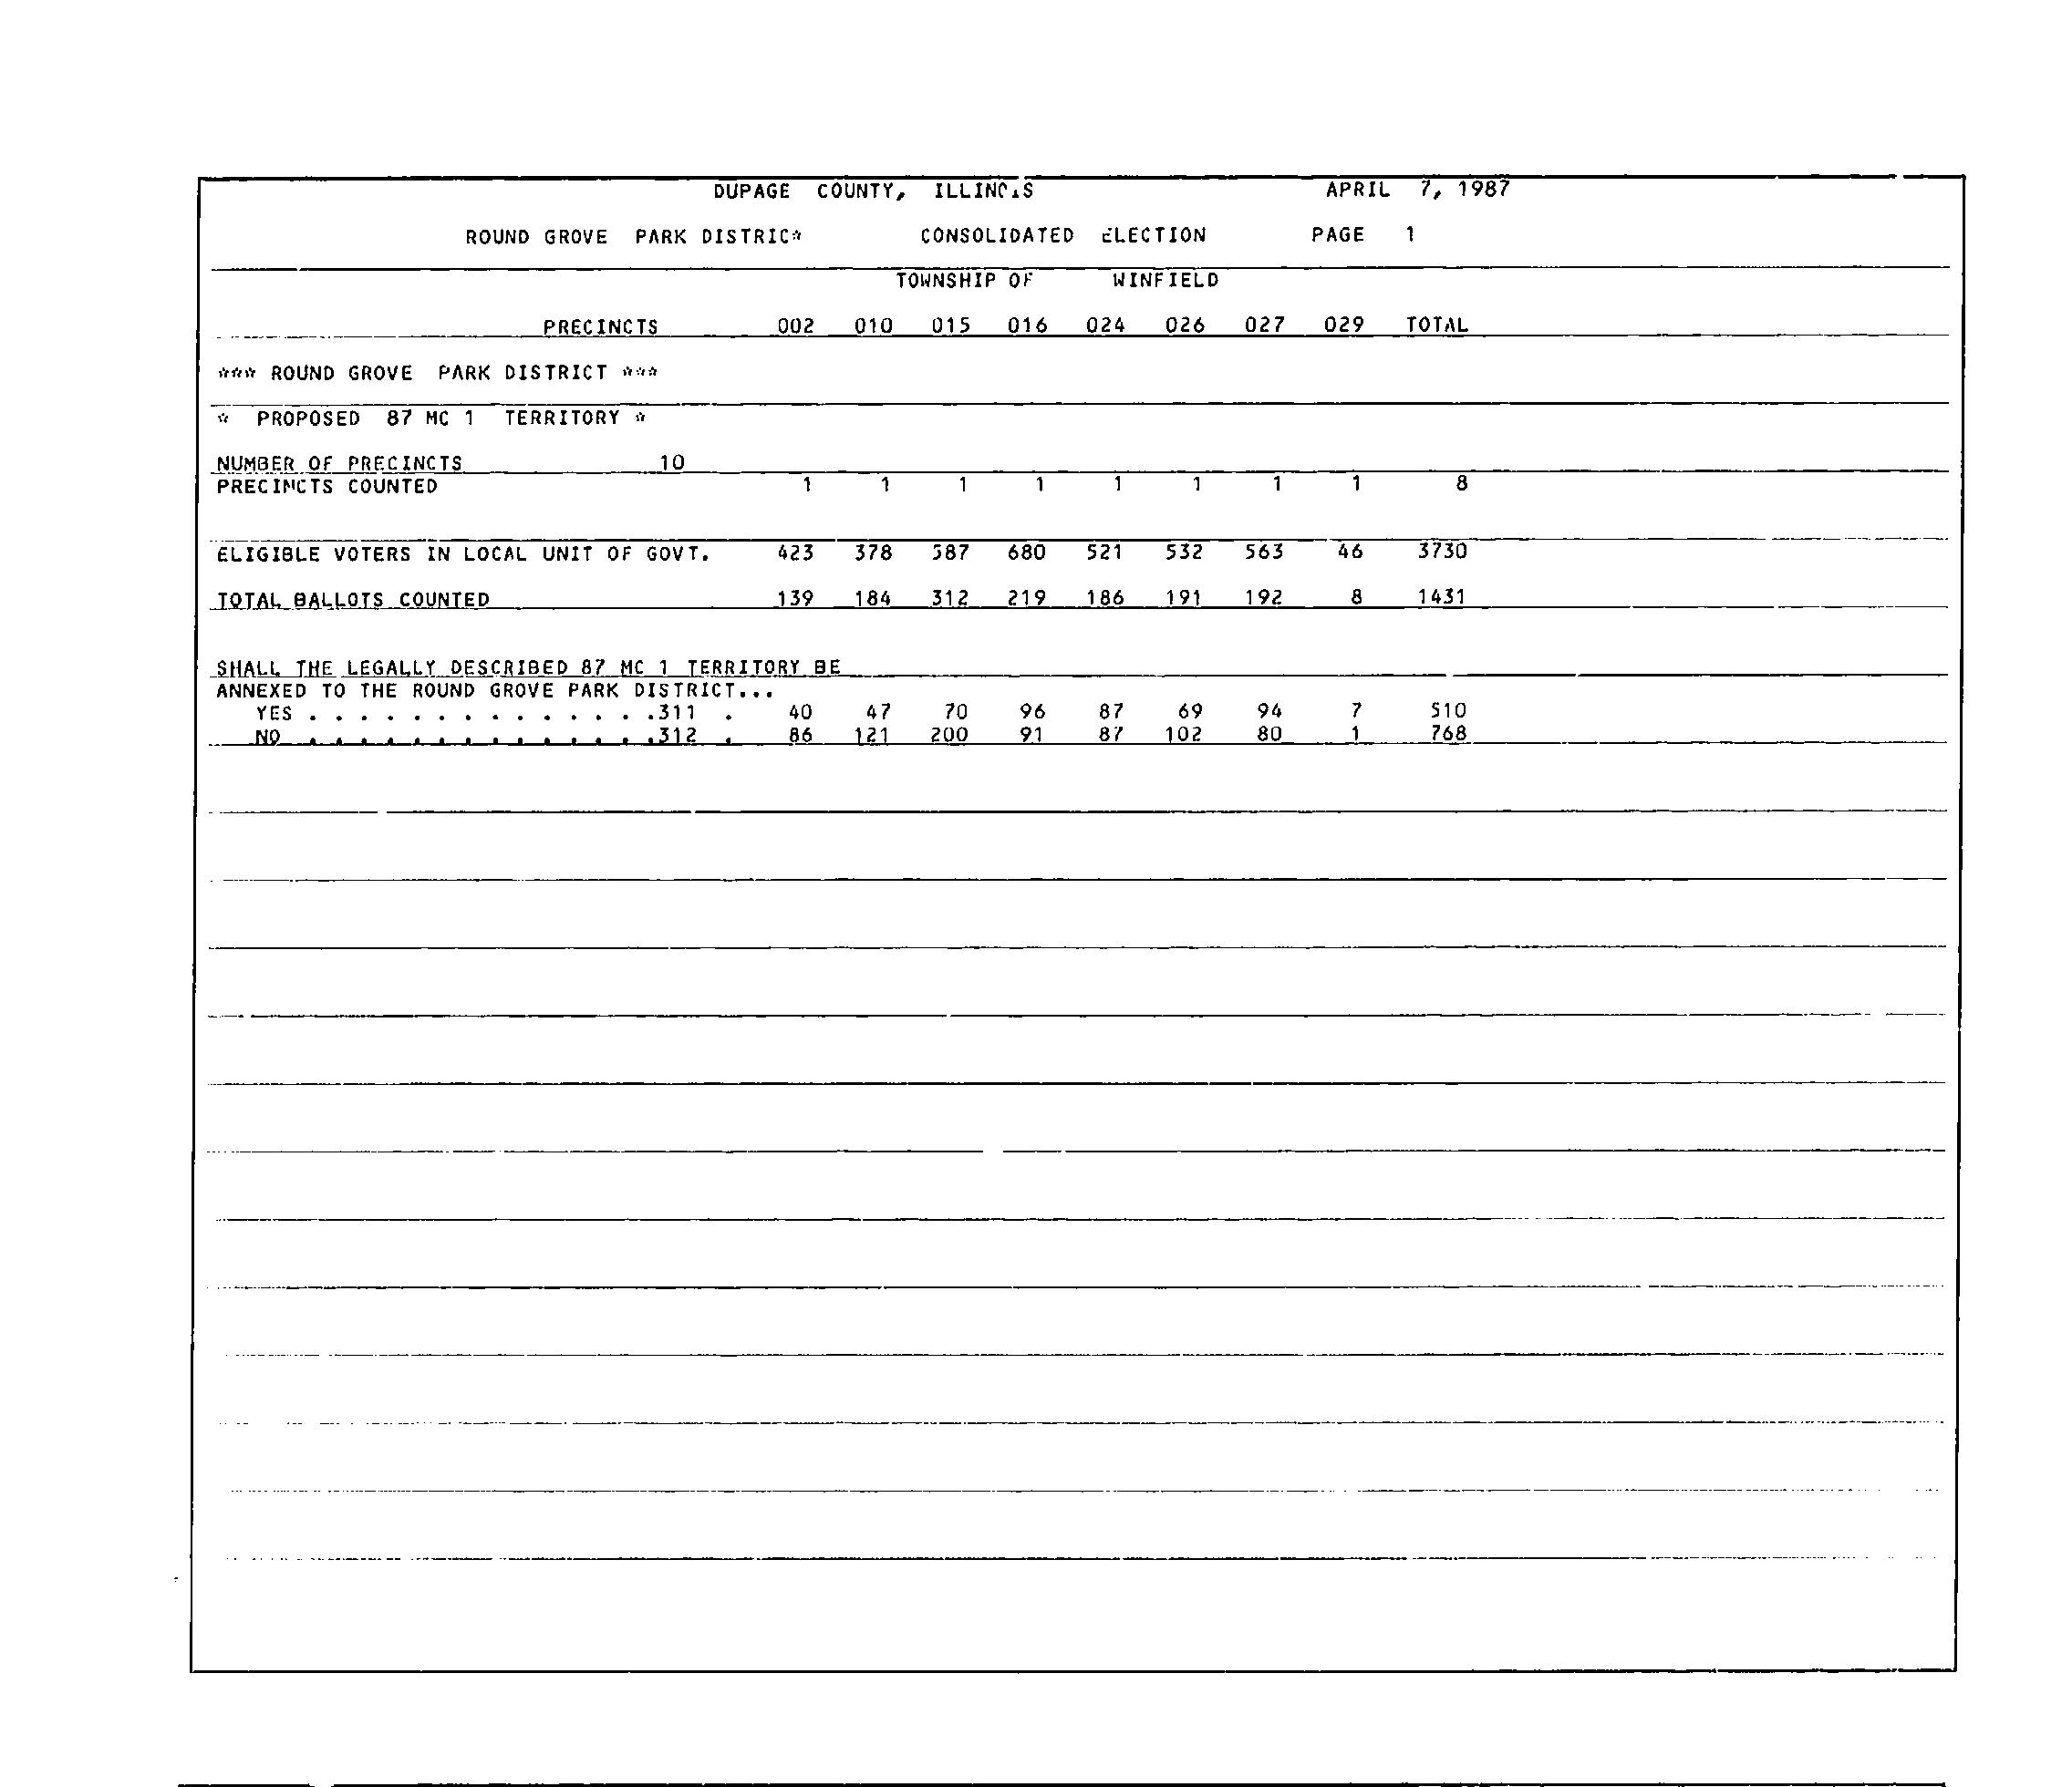 DUPAGE COUNTY, ILLINOIS APRIL 7, 1987
ROUND GROVE PARK DISTRIC* CONSOLIDATED ELECTION PAGE 1
TOWNSHIP OF WINFIELD
PRECINCTS 002 010 015 016 024 026 027 029 TOTAL
*** ROUND GROVE PARK DISTRICT ***
* PROPOSED 87 MC 1 TERRITORY *
NUMBER OF PRECINCTS 10
PRECINCTS COUNTED 1 1 1 1 1 1 1 1 8
ELIGIBLE VOTERS IN LOCAL UNIT OF GOVT. 423 378 587 680 521 532 563 46 3730
TOTAL BALLOTS COUNTED 139 184 312 219 186 191 192 8 1431
SHALL THE LEGALLY DESCRIBED 87 MC 1 TERRITORY BE
ANNEXED TO THE ROUND GROVE PARK DISTRICT...
YES . . . . . . . . . . . . . .311 . 40 47 70 96 87 69 94 7 510
NO . . . . . . . . . . . . . .312 . 86 121 200 91 87 102 80 1 768